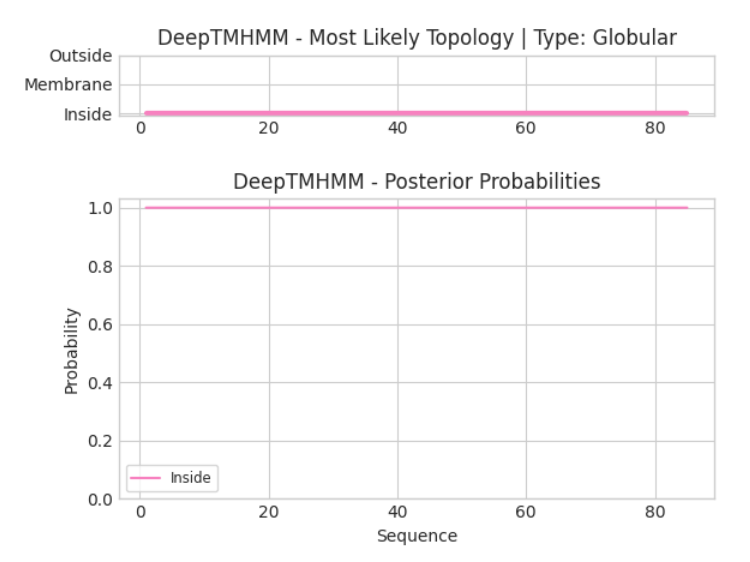 DeepTMHMM - Most Likely Topology | Type: Globular
Outside
Membrane
Inside
0 20 40 60 80
DeepTMHMM - Posterior Probabilities
1.0
0.8
0.6
0.4
0.2
0.0
Probability
Inside
0 20 40 60 80
Sequence